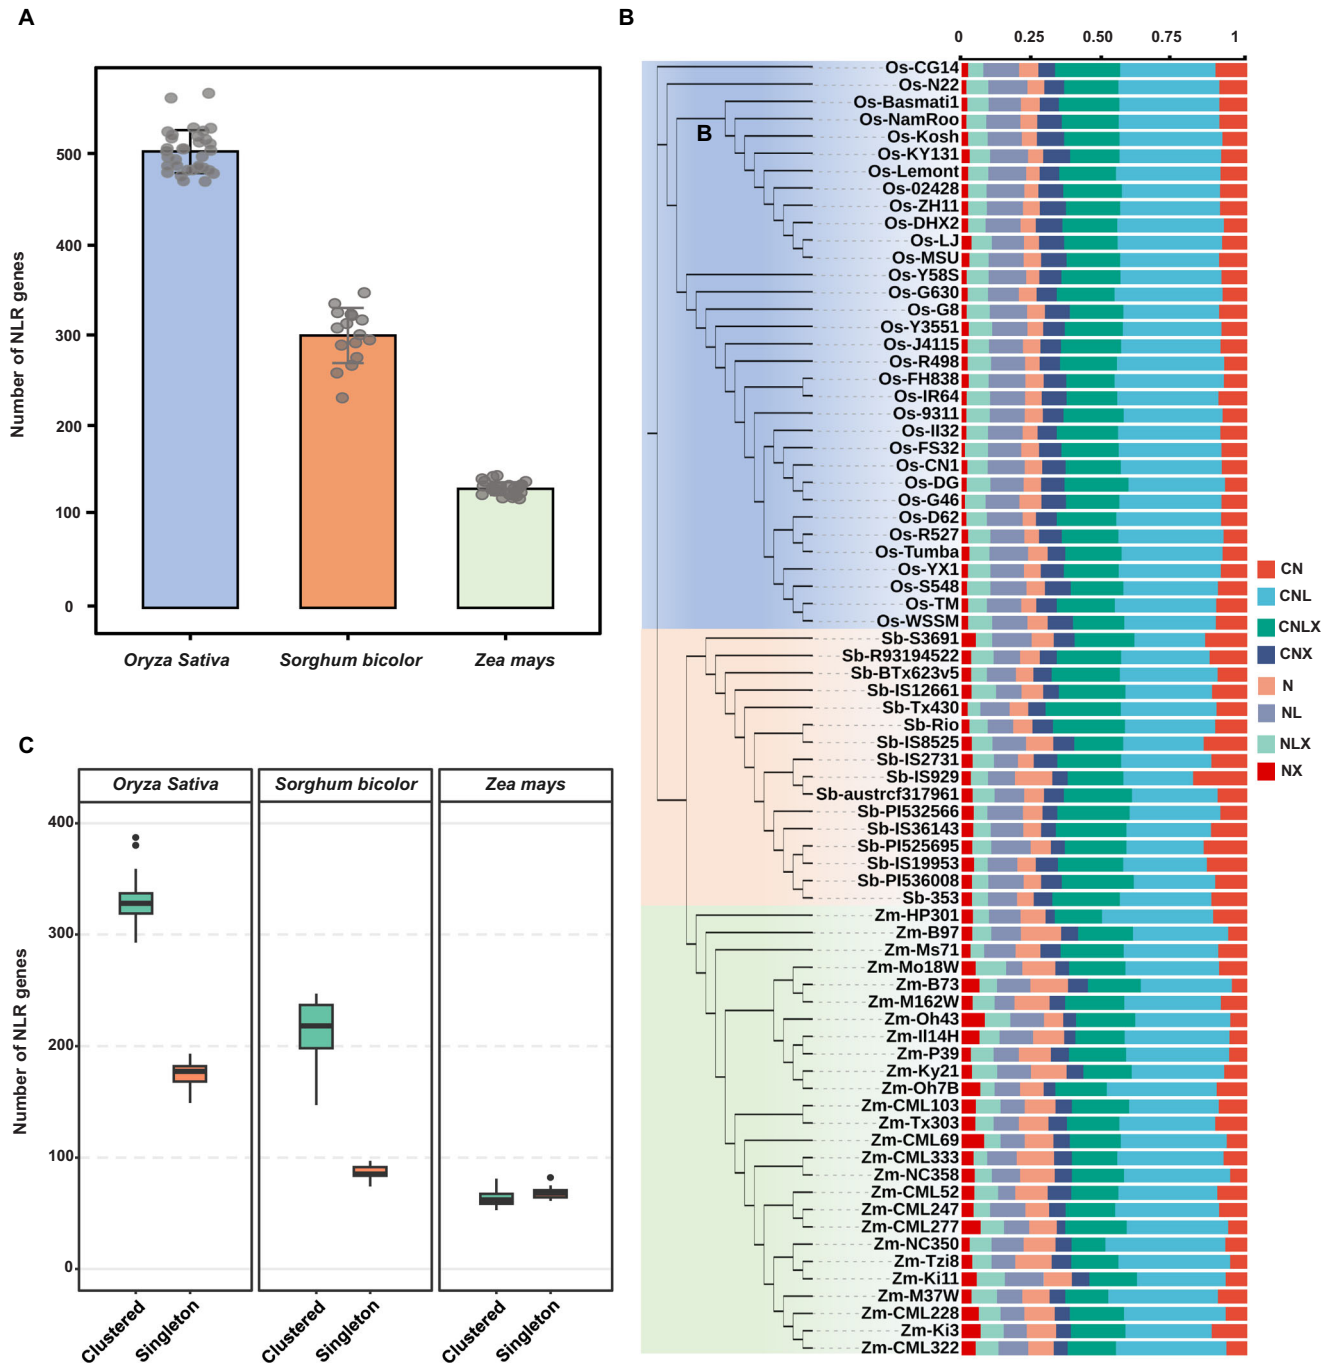 A
Number of NLR genes
500
400
300
200
100
0
Oryza Sativa
Sorghum bicolor
Zea mays
B
0
0.25
0.50
0.75
1
B
Os-CG14
Os-N22
Os-Basmati1
Os-NamRoo
Os-Kosh
Os-KY131
Os-Lemont
Os-02428
Os-ZH11
Os-DHX2
Os-LJ
Os-MSU
Os-Y58S
Os-G630
Os-G8
Os-Y3551
Os-J4115
Os-R498
Os-FH838
Os-IR64
Os-9311
Os-II32
Os-FS32
Os-CN1
Os-DG
Os-G46
Os-D62
Os-R527
Os-Tumba
Os-YX1
Os-S548
Os-TM
Os-WSSM
Sb-S3691
Sb-R93194522
Sb-BTx623v5
Sb-IS12661
Sb-Tx430
Sb-Rio
Sb-IS8525
Sb-IS2731
Sb-IS929
Sb-austrcf317961
Sb-PI532566
Sb-IS36143
Sb-PI525695
Sb-IS19953
Sb-PI536008
Sb-353
Zm-HP301
Zm-B97
Zm-Ms71
Zm-Mo18W
Zm-B73
Zm-M162W
Zm-Oh43
Zm-Il14H
Zm-P39
Zm-Ky21
Zm-Oh7B
Zm-CML103
Zm-Tx303
Zm-CML69
Zm-CML333
Zm-NC358
Zm-CML52
Zm-CML247
Zm-CML277
Zm-NC350
Zm-Tzi8
Zm-Ki11
Zm-M37W
Zm-CML228
Zm-Ki3
Zm-CML322
CN
CNL
CNLX
CNX
N
NL
NLX
NX
C
Oryza Sativa
Sorghum bicolor
Zea mays
Number of NLR genes
400
300
200
100
0
Clustered
Singleton
Clustered
Singleton
Clustered
Singleton